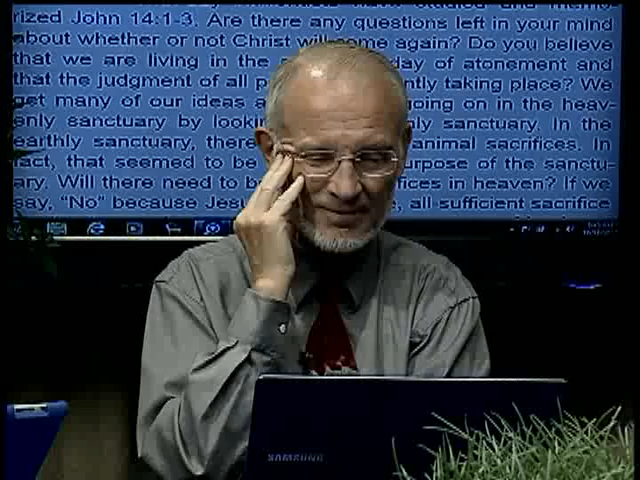 rized John 14:1-3. Are there any questions left in your mind
about whether or not Christ will come again? Do you believe
that we are living in the day of atonement and
that the judgment of all p ntly taking place? We
get many of our ideas a going on in the heav-
enly sanctuary by looki ly sanctuary. In the
earthly sanctuary, there animal sacrifices. In
act, that seemed to be urpose of the sanctu-
ary. Will there need to b fices in heaven? If we
say, "No" because Jesu , all sufficient sacrifice
SAMSUNG